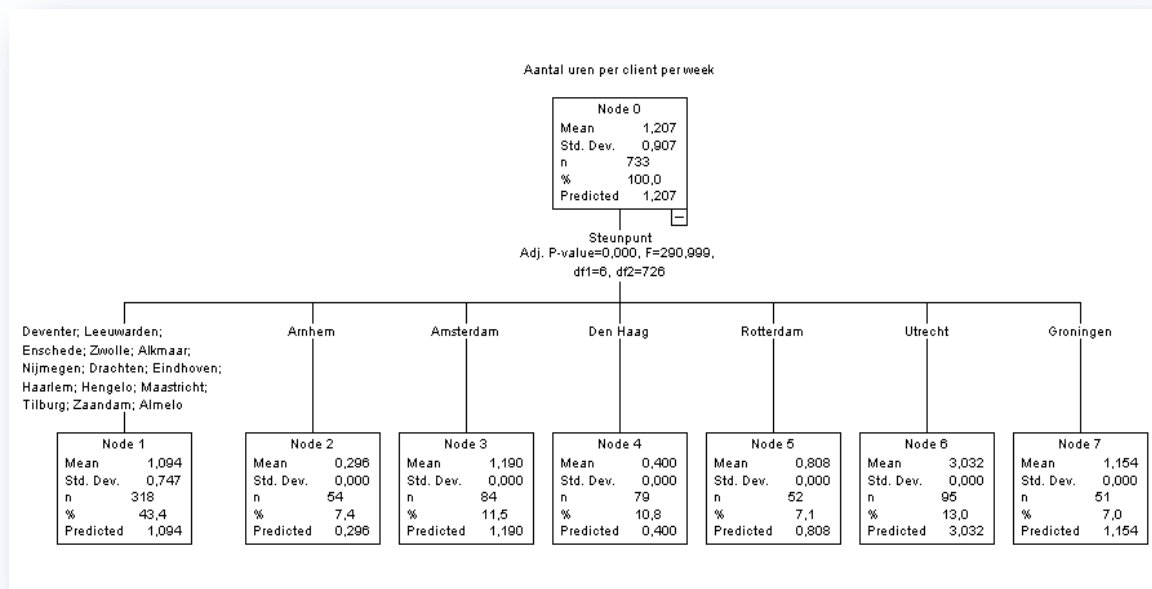 Aantal uren per client per week
Node 0
Mean 1,207
Std. Dev. 0,907
n 733
% 100,0
Predicted 1,207
Steunpunt
Adj. P-value=0,000, F=290,999,
df1=6, df2=726
Deventer; Leeuwarden;
Enschede; Zwolle; Alkmaar;
Nijmegen; Drachten; Eindhoven;
Haarlem; Hengelo; Maastricht;
Tilburg; Zaandam; Almelo
Arnhem
Amsterdam
Den Haag
Rotterdam
Utrecht
Groningen
Node 1
Mean 1,094
Std. Dev. 0,747
n 318
% 43,4
Predicted 1,094
Node 2
Mean 0,296
Std. Dev. 0,000
n 54
% 7,4
Predicted 0,296
Node 3
Mean 1,190
Std. Dev. 0,000
n 84
% 11,5
Predicted 1,190
Node 4
Mean 0,400
Std. Dev. 0,000
n 79
% 10,8
Predicted 0,400
Node 5
Mean 0,808
Std. Dev. 0,000
n 52
% 7,1
Predicted 0,808
Node 6
Mean 3,032
Std. Dev. 0,000
n 95
% 13,0
Predicted 3,032
Node 7
Mean 1,154
Std. Dev. 0,000
n 51
% 7,0
Predicted 1,154